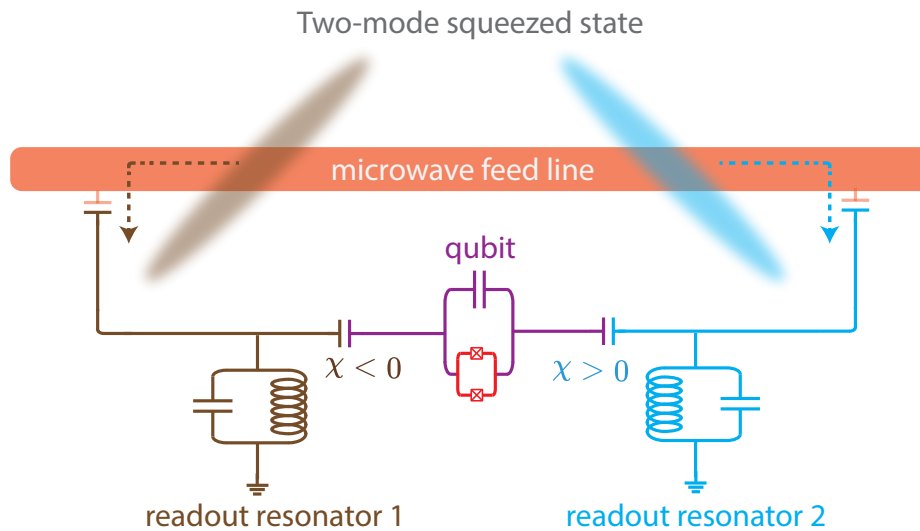 Two-mode squeezed state
microwave feed line
qubit
χ < 0
χ > 0
readout resonator 1
readout resonator 2